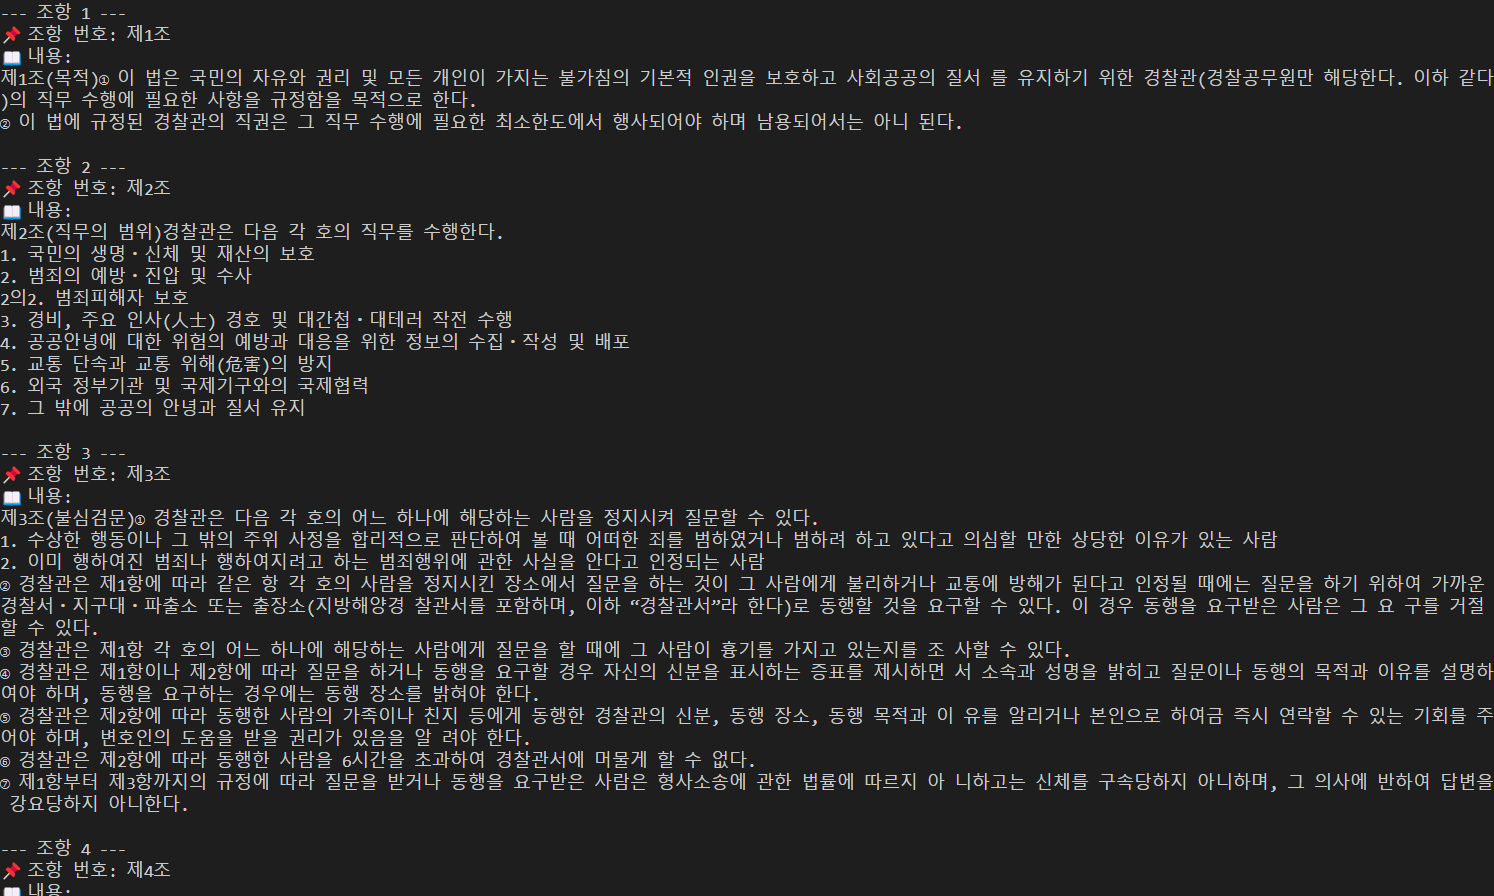 --- 조항 1 ---
📌 조항 번호: 제1조
📖 내용:
제1조(목적)① 이 법은 국민의 자유와 권리 및 모든 개인이 가지는 불가침의 기본적 인권을 보호하고 사회공공의 질서 를 유지하기 위한 경찰관(경찰공무원만 해당한다. 이하 같다
)의 직무 수행에 필요한 사항을 규정함을 목적으로 한다.
② 이 법에 규정된 경찰관의 직권은 그 직무 수행에 필요한 최소한도에서 행사되어야 하며 남용되어서는 아니 된다.
--- 조항 2 ---
📌 조항 번호: 제2조
📖 내용:
제2조(직무의 범위)경찰관은 다음 각 호의 직무를 수행한다.
1. 국민의 생명·신체 및 재산의 보호
2. 범죄의 예방·진압 및 수사
2의2. 범죄피해자 보호
3. 경비, 주요 인사(人士) 경호 및 대간첩·대테러 작전 수행
4. 공공안녕에 대한 위험의 예방과 대응을 위한 정보의 수집·작성 및 배포
5. 교통 단속과 교통 위해(危害)의 방지
6. 외국 정부기관 및 국제기구와의 국제협력
7. 그 밖에 공공의 안녕과 질서 유지
--- 조항 3 ---
📌 조항 번호: 제3조
📖 내용:
제3조(불심검문)① 경찰관은 다음 각 호의 어느 하나에 해당하는 사람을 정지시켜 질문할 수 있다.
1. 수상한 행동이나 그 밖의 주위 사정을 합리적으로 판단하여 볼 때 어떠한 죄를 범하였거나 범하려 하고 있다고 의심할 만한 상당한 이유가 있는 사람
2. 이미 행하여진 범죄나 행하여지려고 하는 범죄행위에 관한 사실을 안다고 인정되는 사람
② 경찰관은 제1항에 따라 같은 항 각 호의 사람을 정지시킨 장소에서 질문을 하는 것이 그 사람에게 불리하거나 교통에 방해가 된다고 인정될 때에는 질문을 하기 위하여 가까운
경찰서·지구대·파출소 또는 출장소(지방해양경 찰관서를 포함하며, 이하 “경찰관서”라 한다)로 동행할 것을 요구할 수 있다. 이 경우 동행을 요구받은 사람은 그 요 구를 거절
할 수 있다.
③ 경찰관은 제1항 각 호의 어느 하나에 해당하는 사람에게 질문을 할 때에 그 사람이 흉기를 가지고 있는지를 조 사할 수 있다.
④ 경찰관은 제1항이나 제2항에 따라 질문을 하거나 동행을 요구할 경우 자신의 신분을 표시하는 증표를 제시하면 서 소속과 성명을 밝히고 질문이나 동행의 목적과 이유를 설명하
여야 하며, 동행을 요구하는 경우에는 동행 장소를 밝혀야 한다.
⑤ 경찰관은 제2항에 따라 동행한 사람의 가족이나 친지 등에게 동행한 경찰관의 신분, 동행 장소, 동행 목적과 이 유를 알리거나 본인으로 하여금 즉시 연락할 수 있는 기회를 주
어야 하며, 변호인의 도움을 받을 권리가 있음을 알 려야 한다.
⑥ 경찰관은 제2항에 따라 동행한 사람을 6시간을 초과하여 경찰관서에 머물게 할 수 없다.
⑦ 제1항부터 제3항까지의 규정에 따라 질문을 받거나 동행을 요구받은 사람은 형사소송에 관한 법률에 따르지 아 니하고는 신체를 구속당하지 아니하며, 그 의사에 반하여 답변을
강요당하지 아니한다.
--- 조항 4 ---
📌 조항 번호: 제4조
📖 내용: